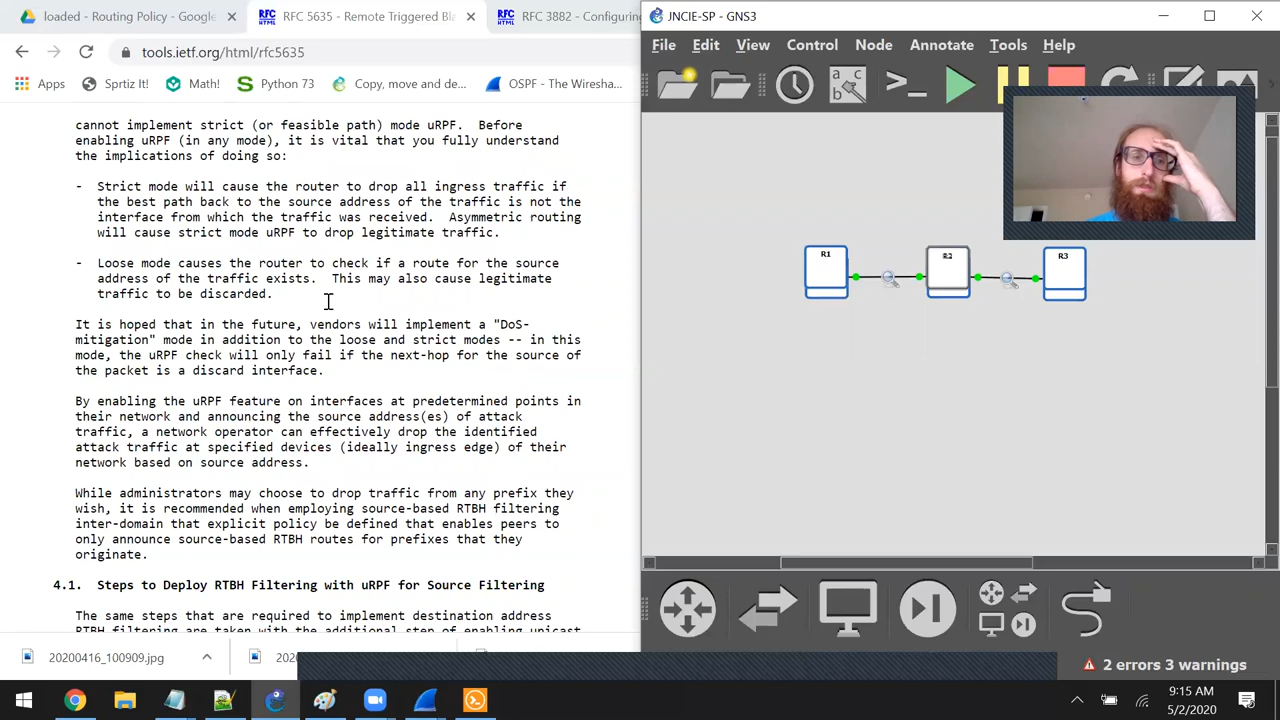 loaded - Routing Policy - Google
RFC 5635 - Remote Triggered Bla
RFC 3882 - Configurin
JNCIE-SP - GNS3
tools.ietf.org/html/rfc5635
File Edit View Control Node Annotate Tools Help
Apps
Sprtiz It!
Math!
Python 73
Copy, move and de...
OSPF - The Wiresha...
cannot implement strict (or feasible path) mode uRPF. Before
enabling uRPF (in any mode), it is vital that you fully understand
the implications of doing so:
- Strict mode will cause the router to drop all ingress traffic if
the best path back to the source address of the traffic is not the
interface from which the traffic was received. Asymmetric routing
will cause strict mode uRPF to drop legitimate traffic.
- Loose mode causes the router to check if a route for the source
address of the traffic exists. This may also cause legitimate
traffic to be discarded.
It is hoped that in the future, vendors will implement a "DoS-
mitigation" mode in addition to the loose and strict modes -- in this
mode, the uRPF check will only fail if the next-hop for the source of
the packet is a discard interface.
By enabling the uRPF feature on interfaces at predetermined points in
their network and announcing the source address(es) of attack
traffic, a network operator can effectively drop the identified
attack traffic at specified devices (ideally ingress edge) of their
network based on source address.
While administrators may choose to drop traffic from any prefix they
wish, it is recommended when employing source-based RTBH filtering
inter-domain that explicit policy be defined that enables peers to
only announce source-based RTBH routes for prefixes that they
originate.
4.1. Steps to Deploy RTBH Filtering with uRPF for Source Filtering
The same steps that are required to implement destination address
RTBH filtering are taken with the additional step of enabling unicast
R1
R2
R3
2 errors 3 warnings
20200416_100909.jpg
202
9:15 AM
5/2/2020